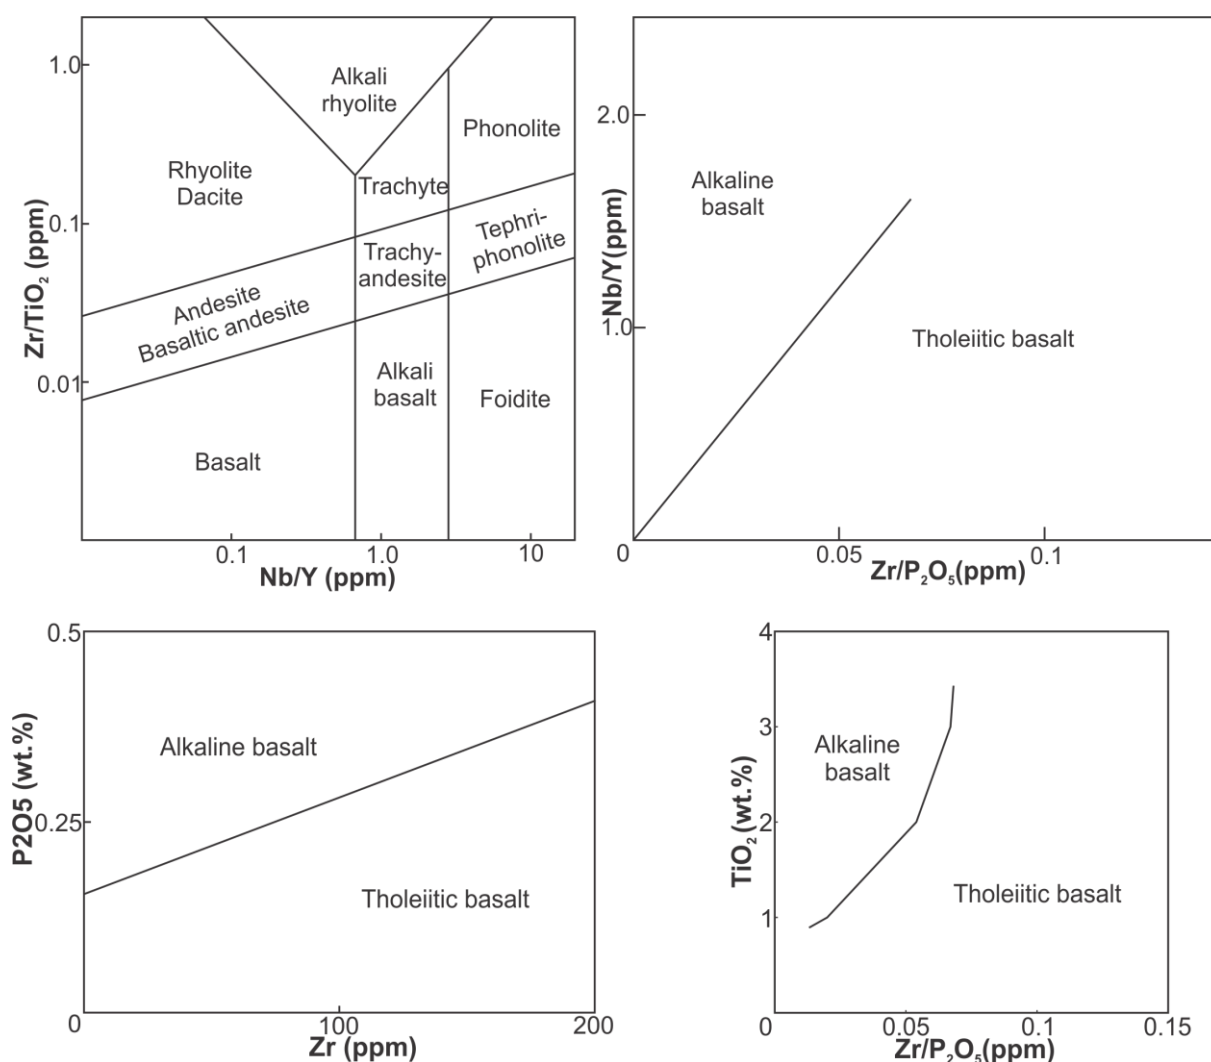 1.0
0.1
0.01
Zr/TiO₂ (ppm)
Alkali
rhyolite
Phonolite
Rhyolite
Dacite
Trachyte
Tephri-
phonolite
Trachy-
andesite
Andesite
Basaltic andesite
Alkali
basalt
Foidite
Basalt
0.1
1.0
10
Nb/Y (ppm)
2.0
1.0
0
Nb/Y(ppm)
Alkaline
basalt
Tholeiitic basalt
0.05
0.1
Zr/P₂O₅(ppm)
0.5
0.25
0
P2O5 (wt.%)
Alkaline basalt
Tholeiitic basalt
100
200
Zr (ppm)
4
3
2
1
0
TiO₂ (wt.%)
Alkaline
basalt
Tholeiitic basalt
0.05
0.1
0.15
Zr/P₂O₅(ppm)